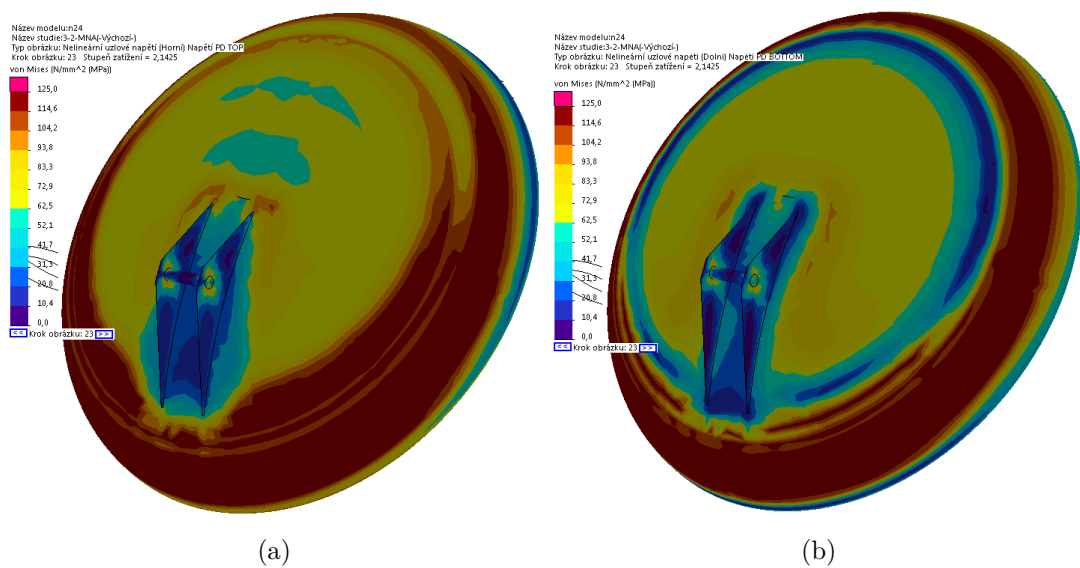 Název modelu:n24
Název studie:3-2-MNA(-Výchozí-)
Typ obrázku: Nelineární uzlové napětí (Horní) Napětí PD TOP
Krok obrázku: 23 Stupeň zatížení = 2,1425
von Mises (N/mm^2 (MPa))
125,0
114,6
104,2
93,8
83,3
72,9
62,5
52,1
41,7
31,3
20,8
10,4
0,0
<< Krok obrázku: 23 >>
(a)
Název modelu:n24
Název studie:3-2-MNA(-Výchozí-)
Typ obrázku: Nelineární uzlové napětí (Dolní) Napětí PD BOTTOM
Krok obrázku: 23 Stupeň zatížení = 2,1425
von Mises (N/mm^2 (MPa))
125,0
114,6
104,2
93,8
83,3
72,9
62,5
52,1
41,7
31,3
20,8
10,4
0,0
<< Krok obrázku: 23 >>
(b)